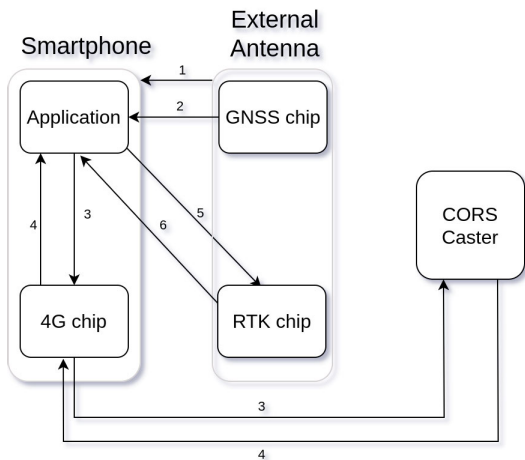 External
Antenna
Smartphone
1
Application
2
GNSS chip
CORS
Caster
4
3
6
5
4G chip
RTK chip
3
4